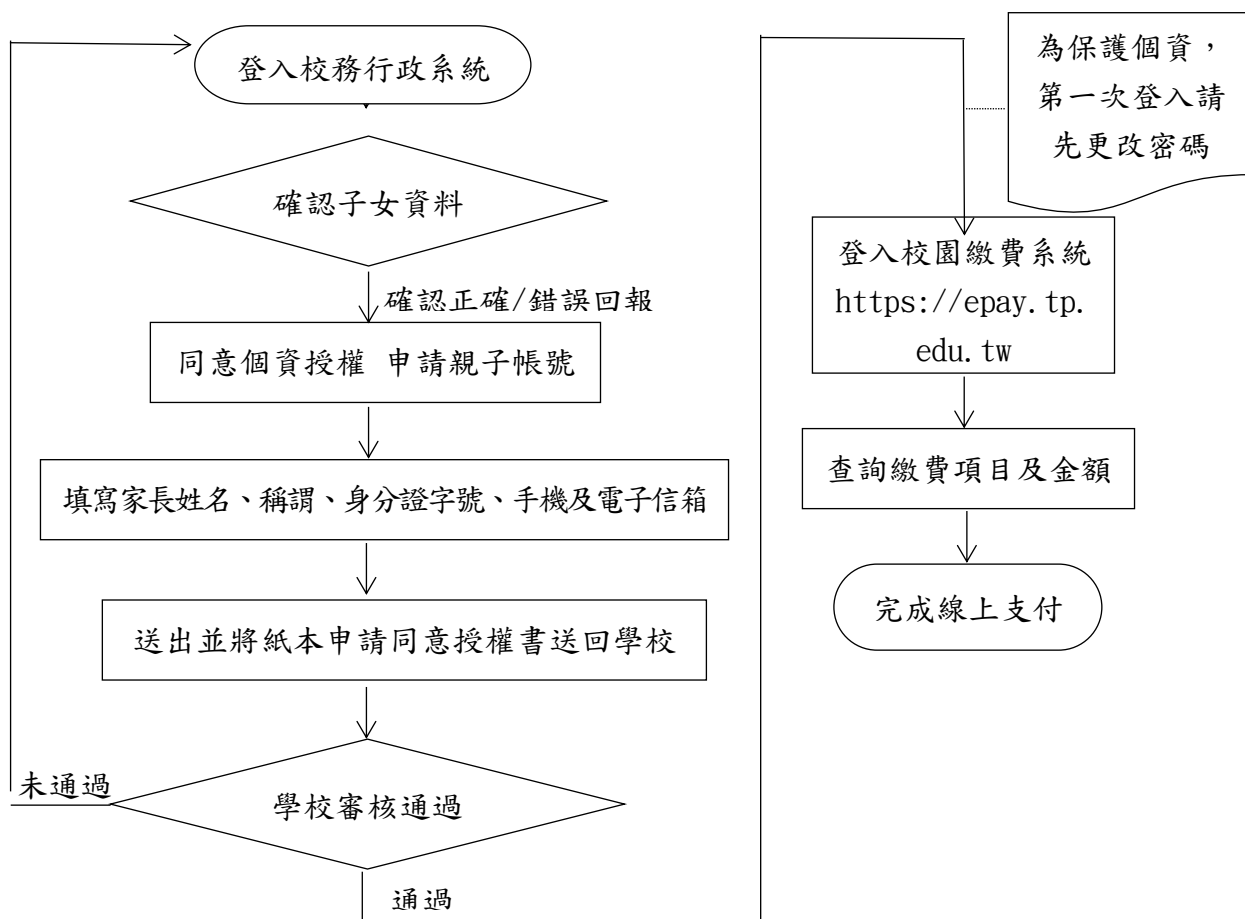 登入校務行政系統
確認子女資料
確認正確/錯誤回報
同意個資授權 申請親子帳號
填寫家長姓名、稱謂、身分證字號、手機及電子信箱
送出並將紙本申請同意授權書送回學校
未通過
學校審核通過
通過
為保護個資，
第一次登入請
先更改密碼
登入校園繳費系統
https://epay.tp.
edu.tw
查詢繳費項目及金額
完成線上支付